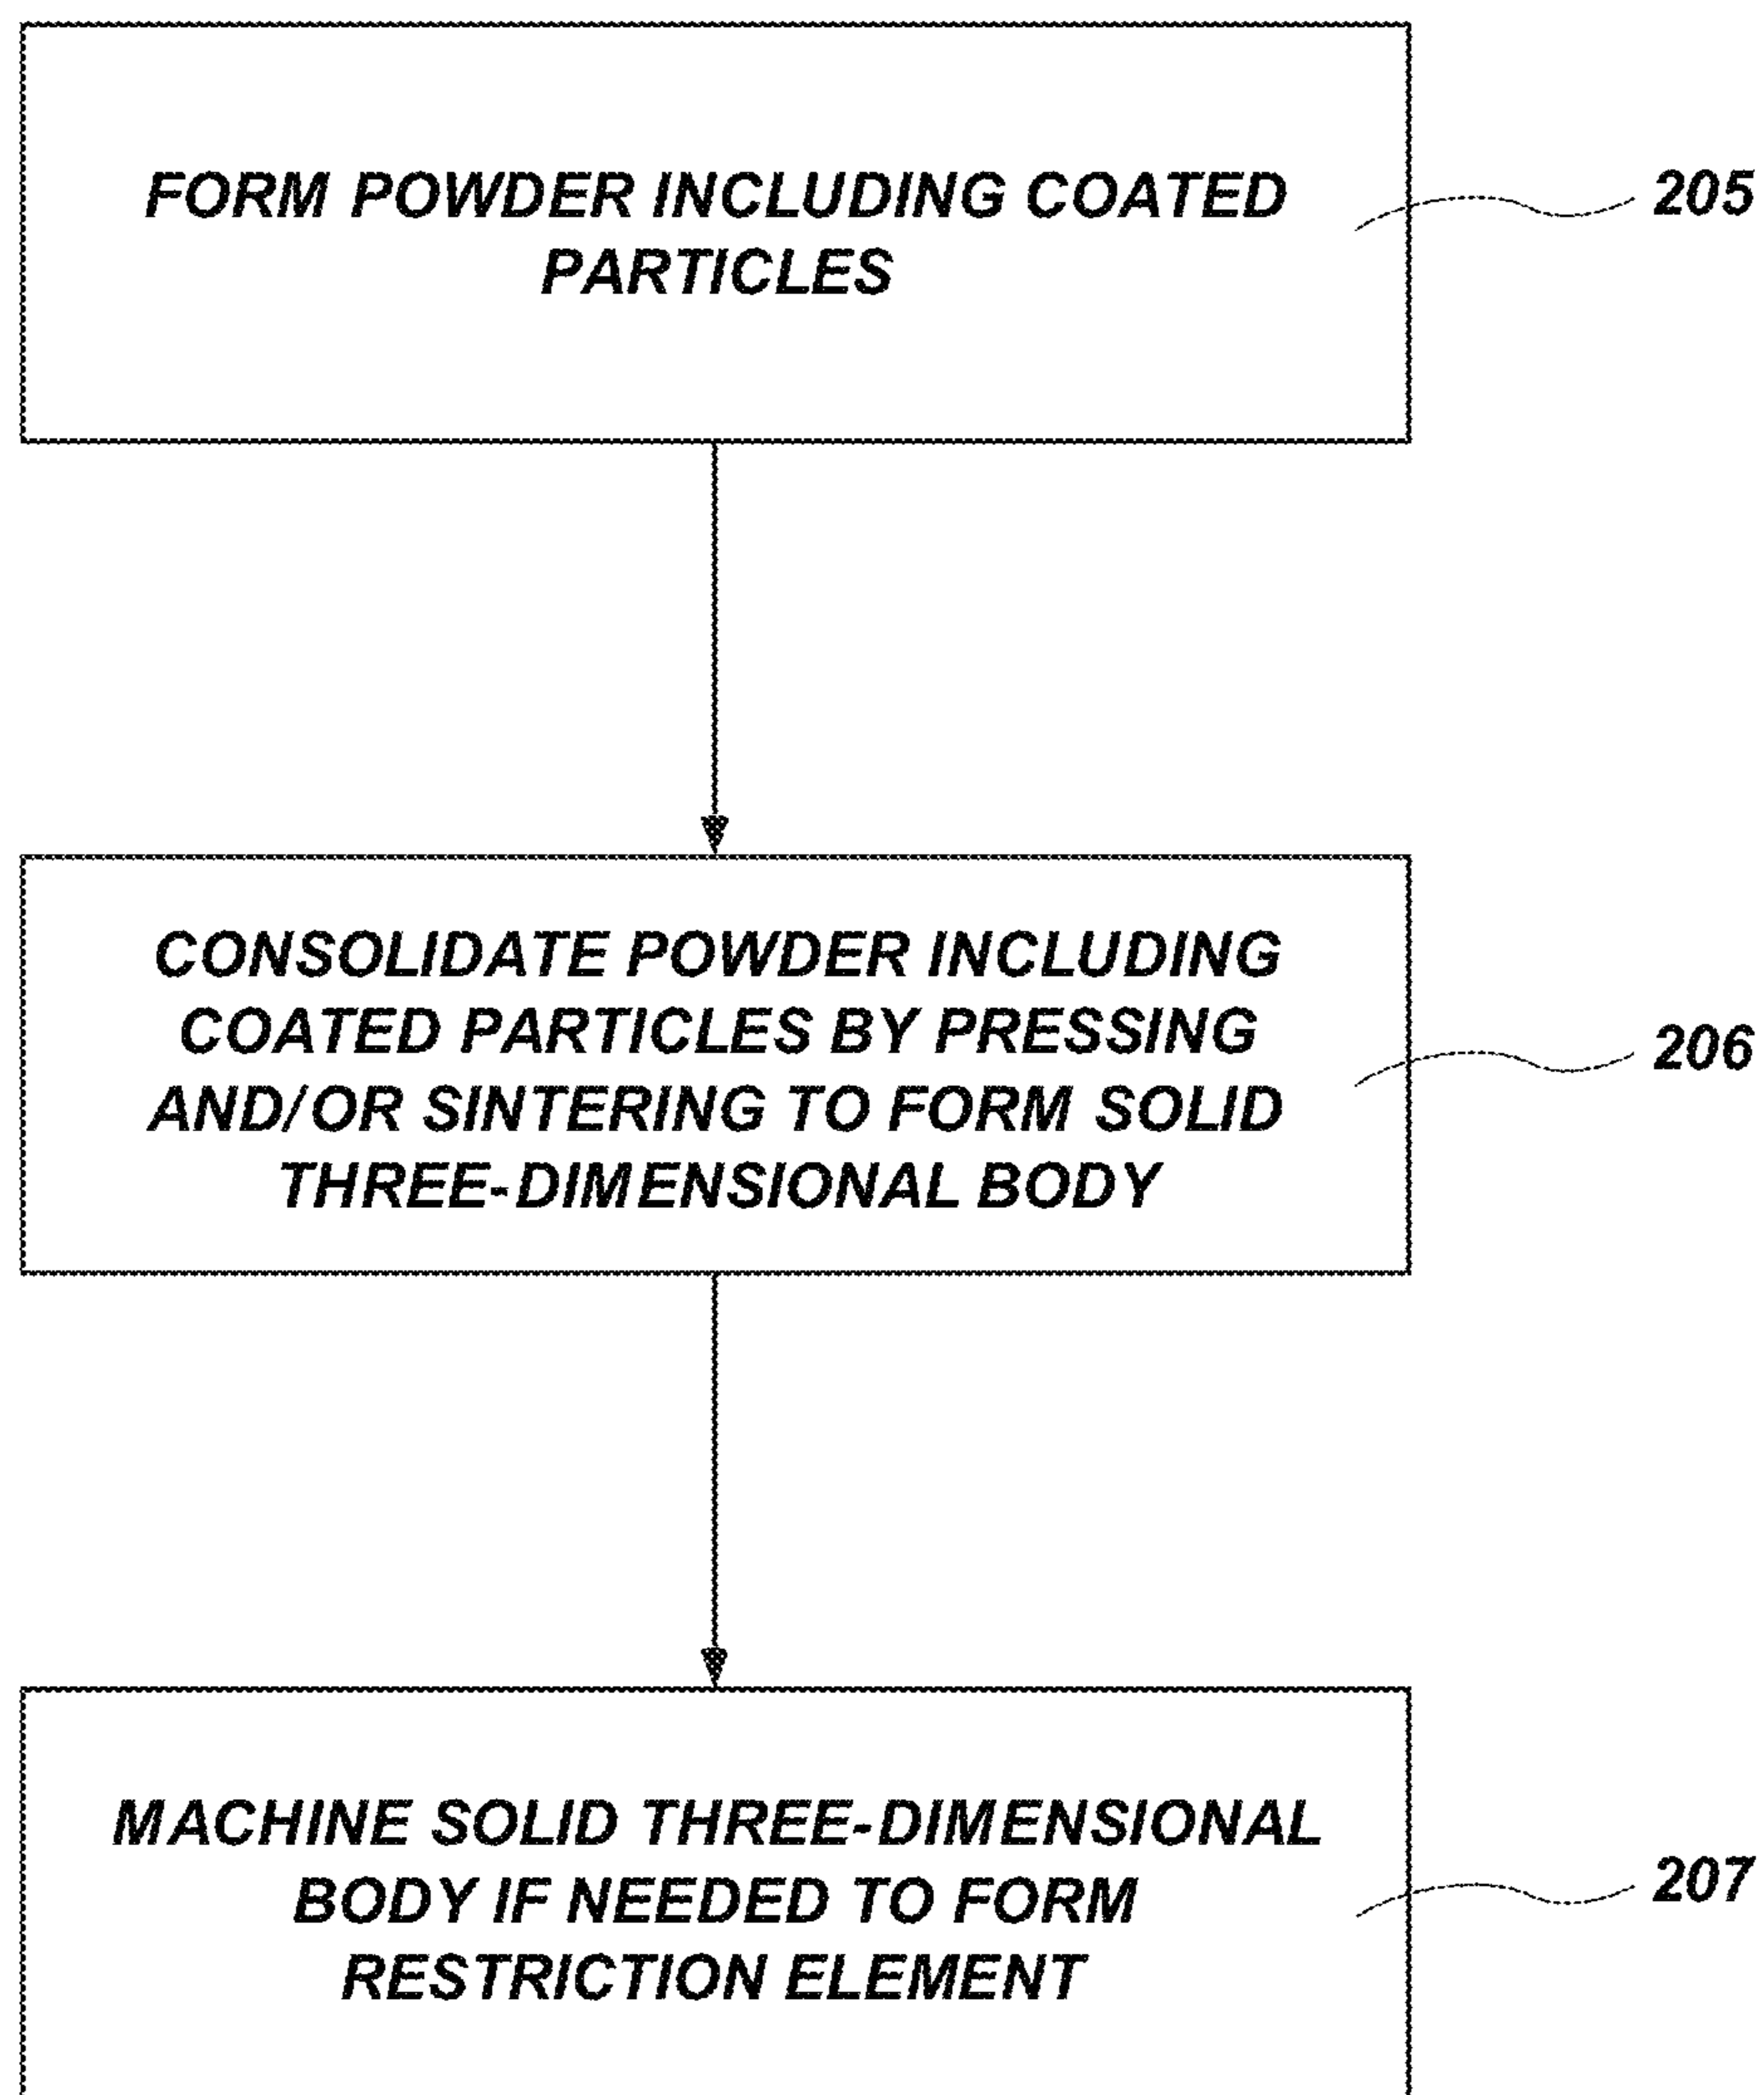 FORM POWDER INCLUDING COATED
PARTICLES
205
CONSOLIDATE POWDER INCLUDING
COATED PARTICLES BY PRESSING
AND/OR SINTERING TO FORM SOLID
THREE-DIMENSIONAL BODY
206
MACHINE SOLID THREE-DIMENSIONAL
BODY IF NEEDED TO FORM
RESTRICTION ELEMENT
207